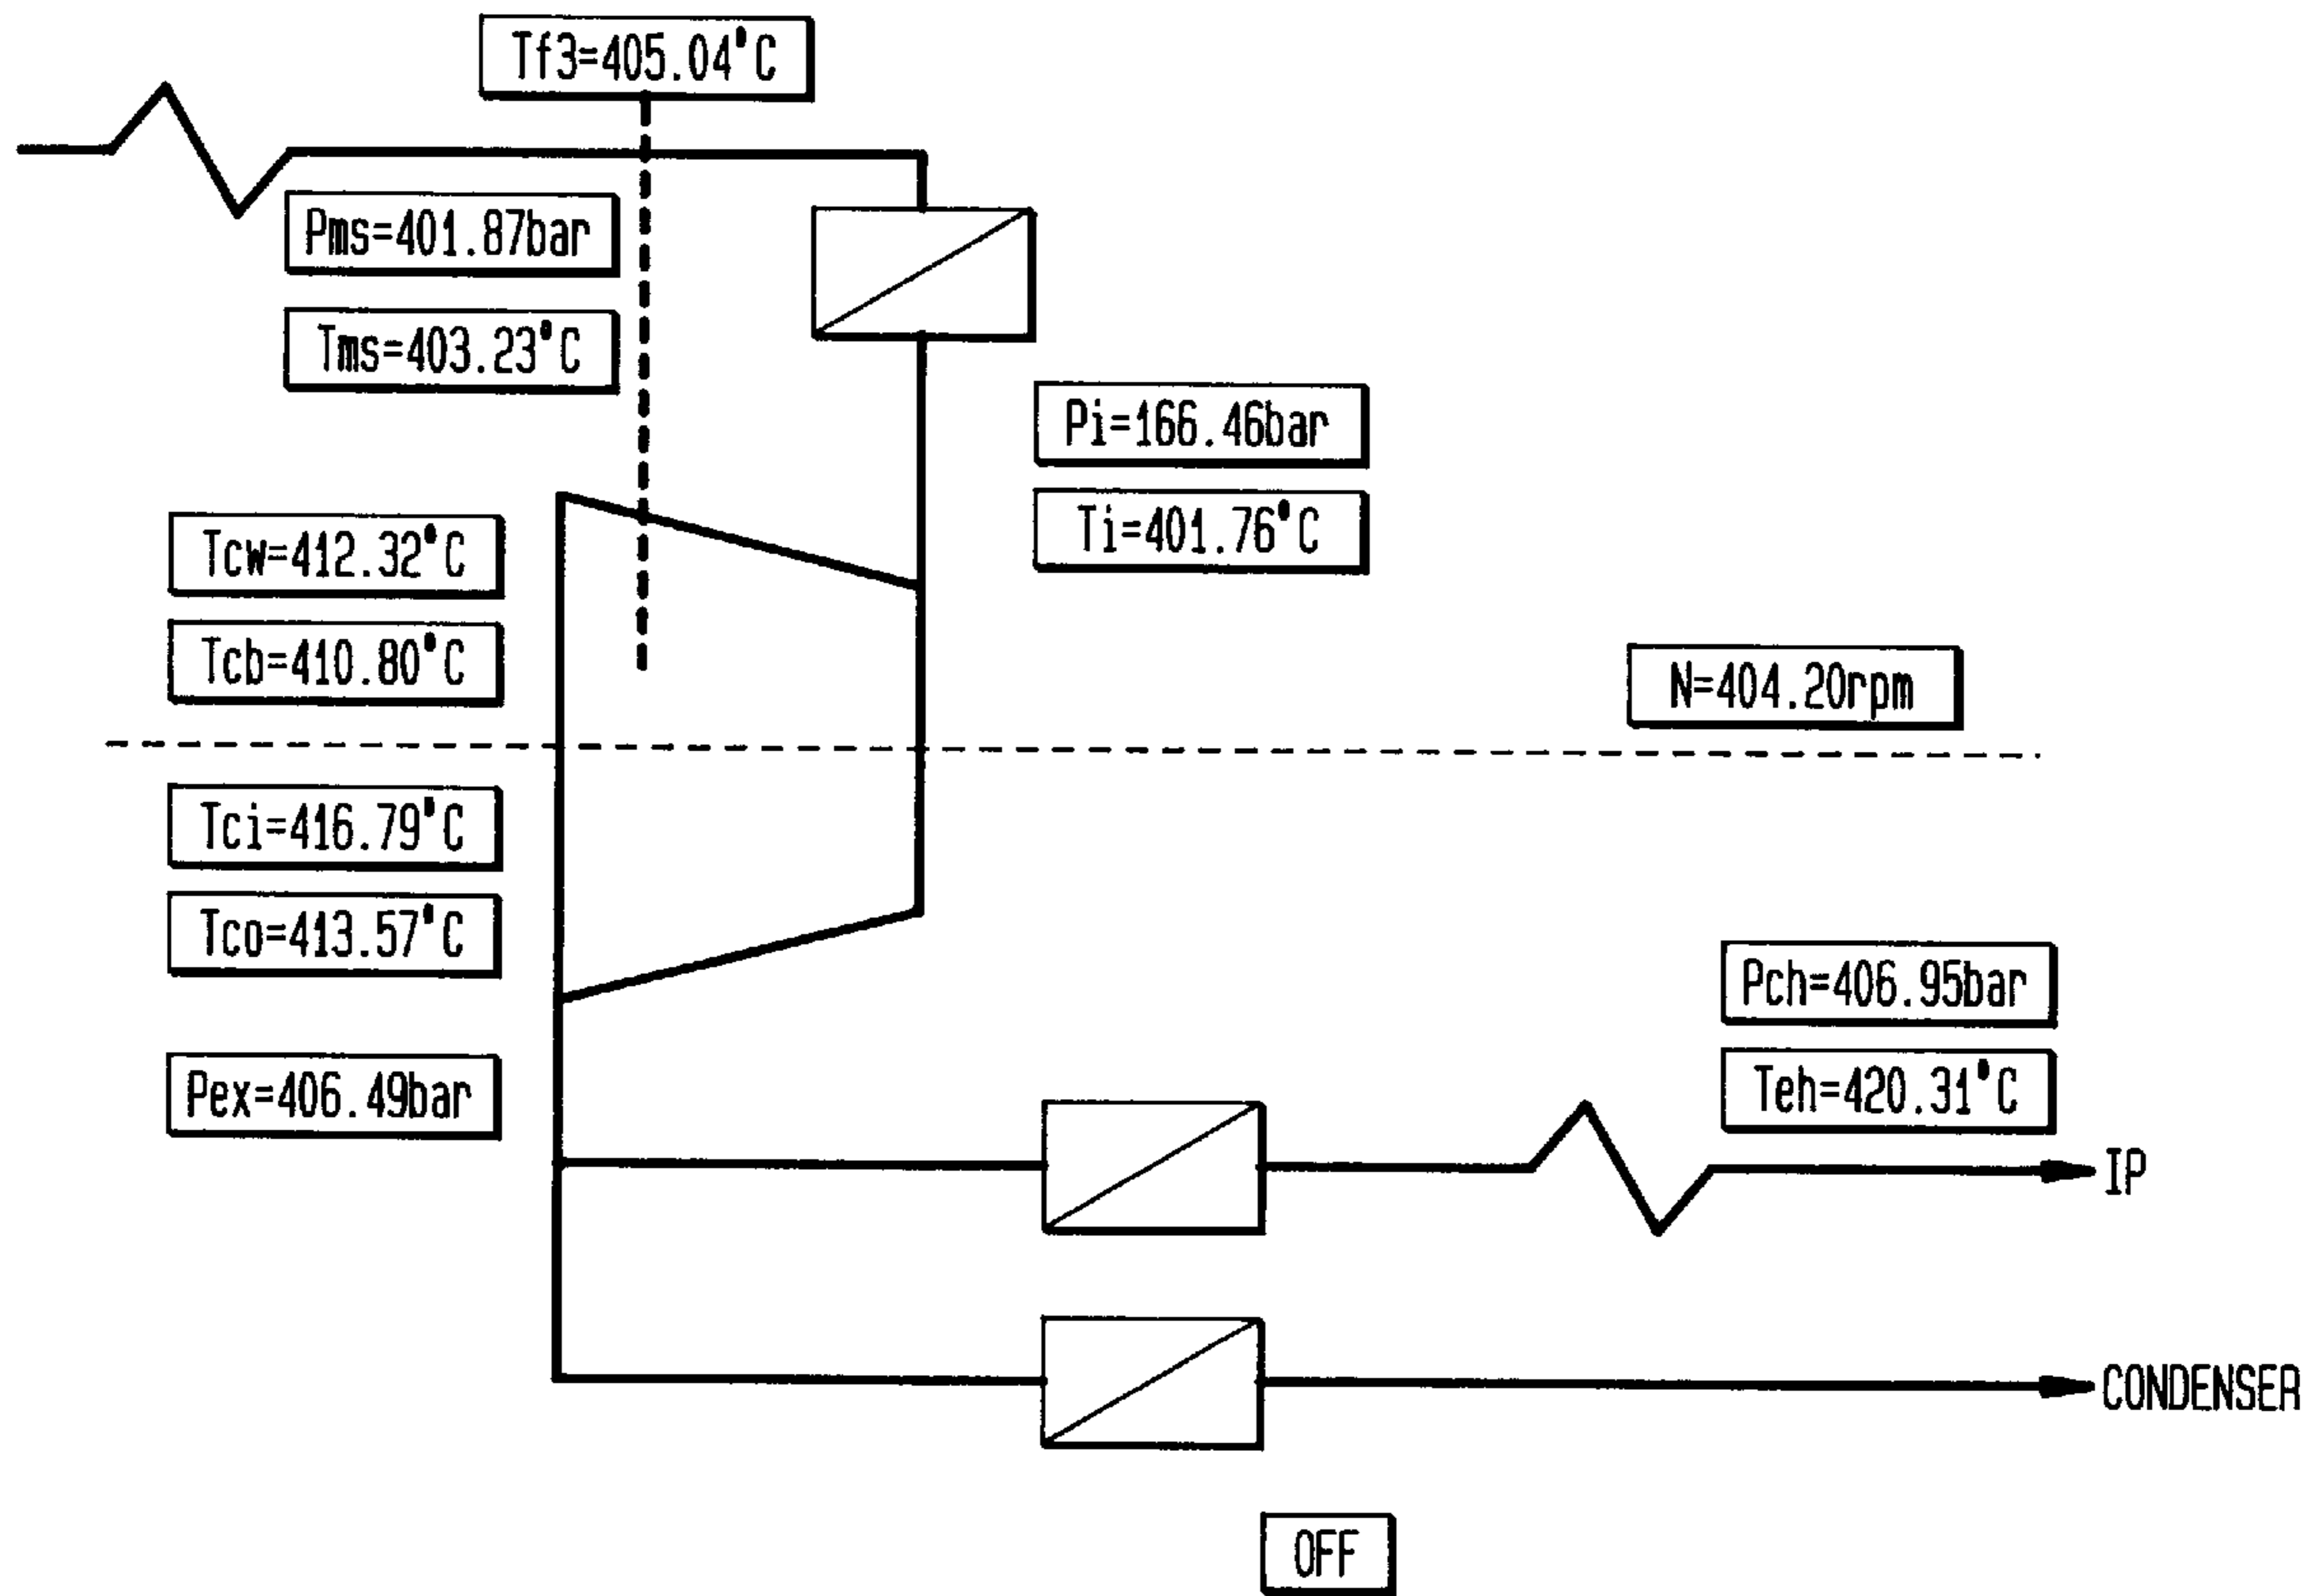 Tf3=405.04°C
Pms=401.87bar
Tms=403.23°C
Pi=166.46bar
Ti=401.76°C
Tcw=412.32°C
Tcb=410.80°C
N=404.20rpm
Tci=416.79°C
Tco=413.57°C
Pch=406.95bar
Pex=406.49bar
Teh=420.31°C
IP
CONDENSER
OFF